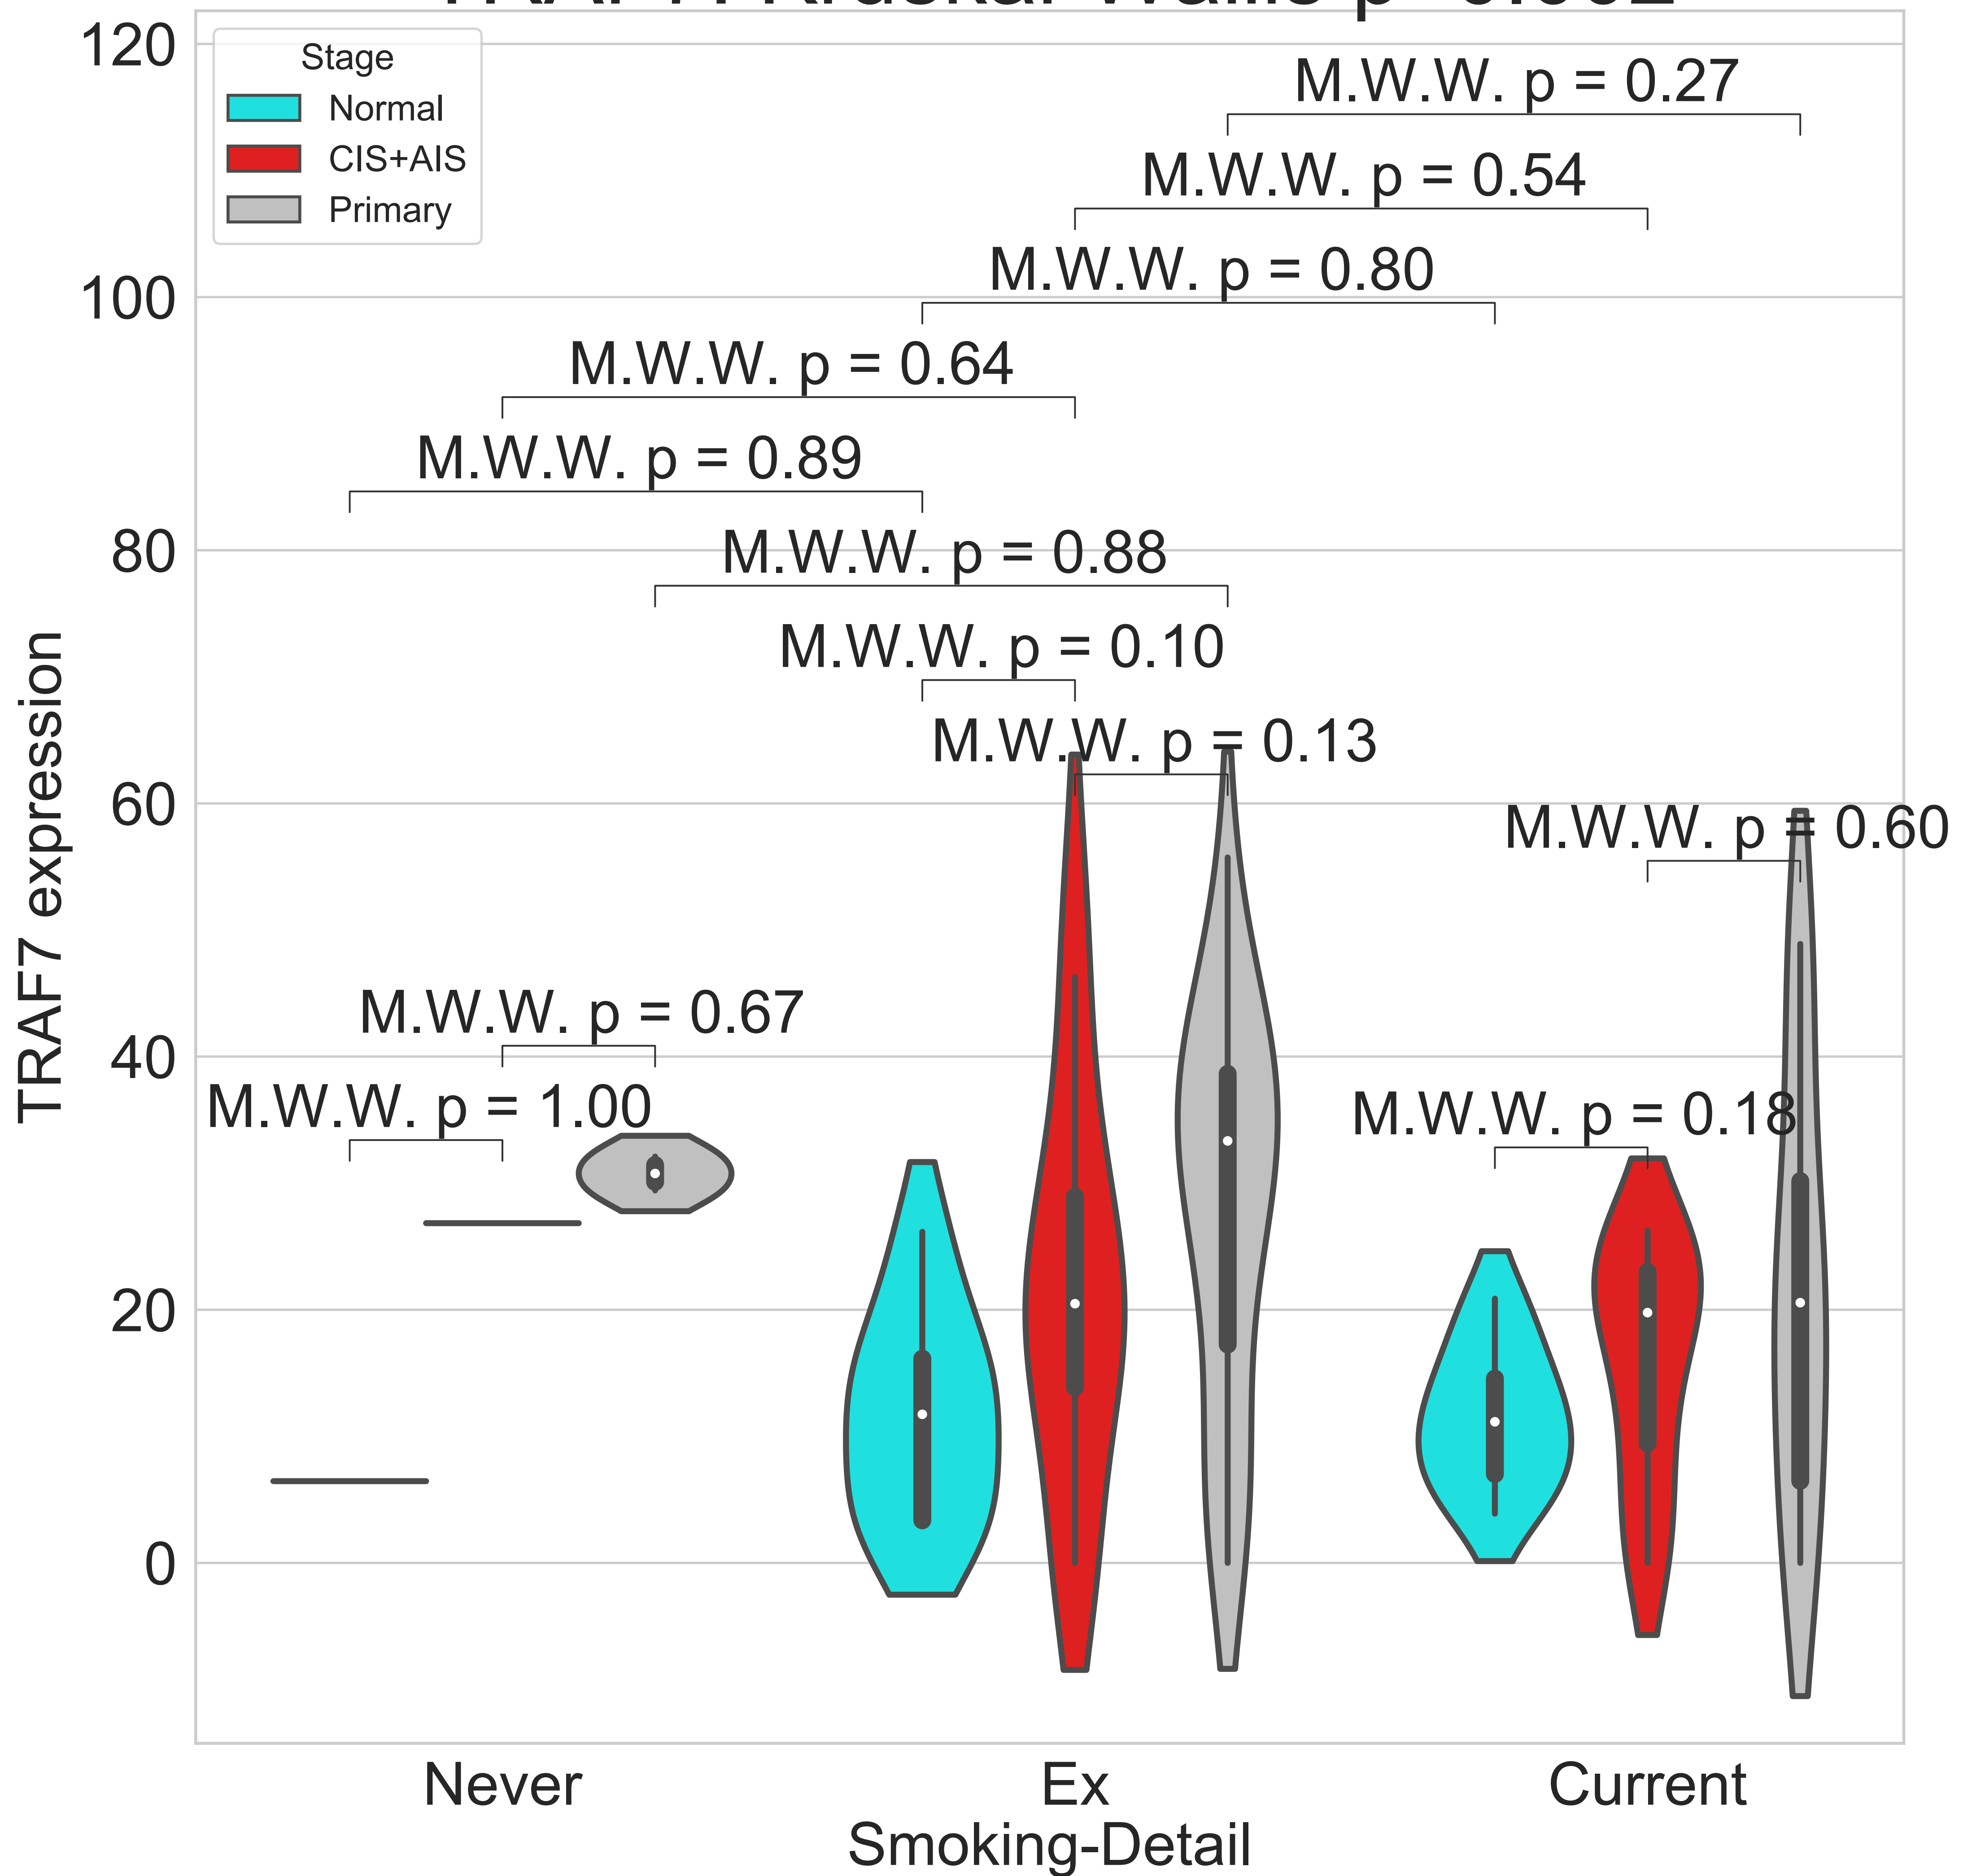 120
Stage
Normal
CIS+AIS
Primary
M.W.W. p = 0.27
M.W.W. p = 0.54
M.W.W. p = 0.80
100
M.W.W. p = 0.64
M.W.W. p = 0.89
80
M.W.W. p = 0.88
M.W.W. p = 0.10
M.W.W. p = 0.13
60
M.W.W. p = 0.60
TRAF7 expression
M.W.W. p = 0.67
40
M.W.W. p = 1.00
M.W.W. p = 0.18
20
0
Never
Ex
Current
Smoking-Detail